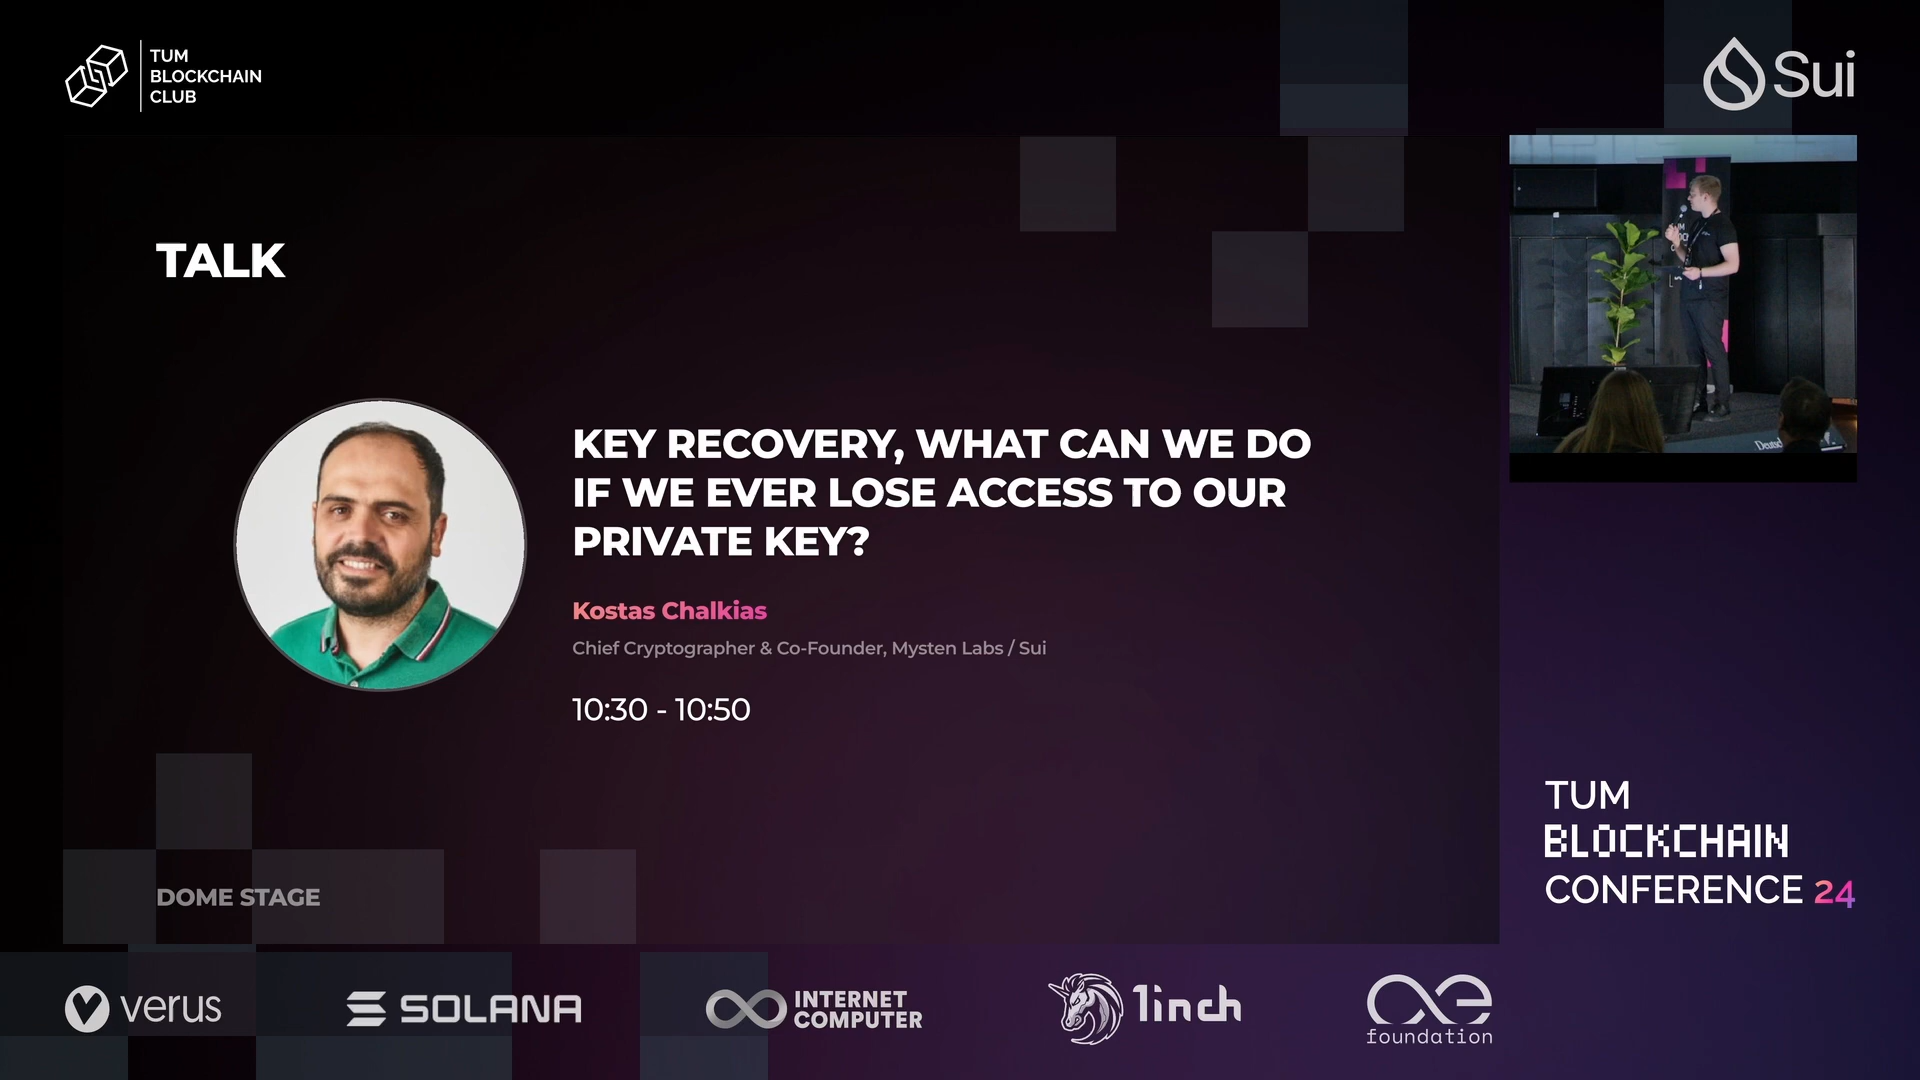 TUM
BLOCKCHAIN
CLUB
Sui
TALK
KEY RECOVERY, WHAT CAN WE DO
IF WE EVER LOSE ACCESS TO OUR
PRIVATE KEY?
Kostas Chalkias
Chief Cryptographer & Co-Founder, Mysten Labs / Sui
10:30 - 10:50
DOME STAGE
TUM
BLOCKCHAIN
CONFERENCE 24
verus
SOLANA
INTERNET
COMPUTER
1inch
ae
foundation